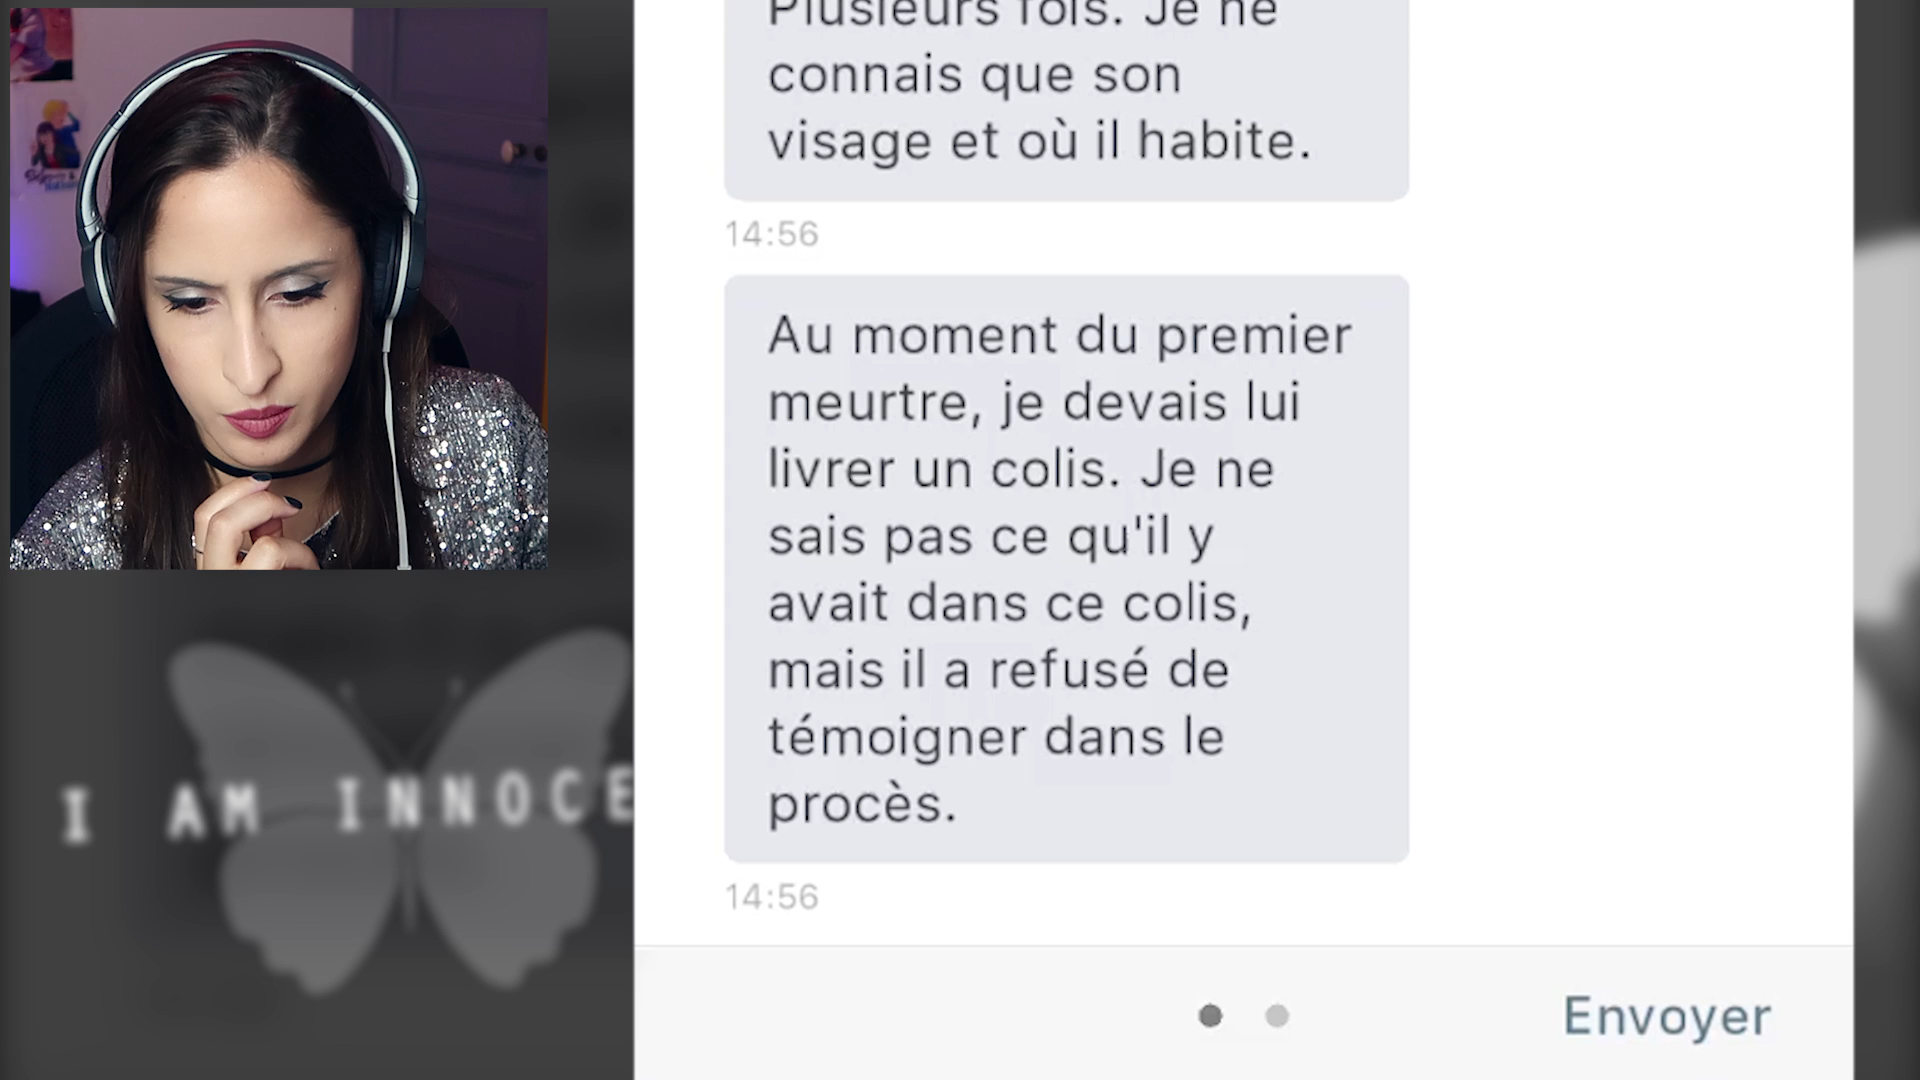 Plusieurs fois. Je ne
connais que son
visage et où il habite.
14:56
Au moment du premier
meurtre, je devais lui
livrer un colis. Je ne
sais pas ce qu'il y
avait dans ce colis,
mais il a refusé de
témoigner dans le
procès.
14:56
I AM INNOCE
Envoyer